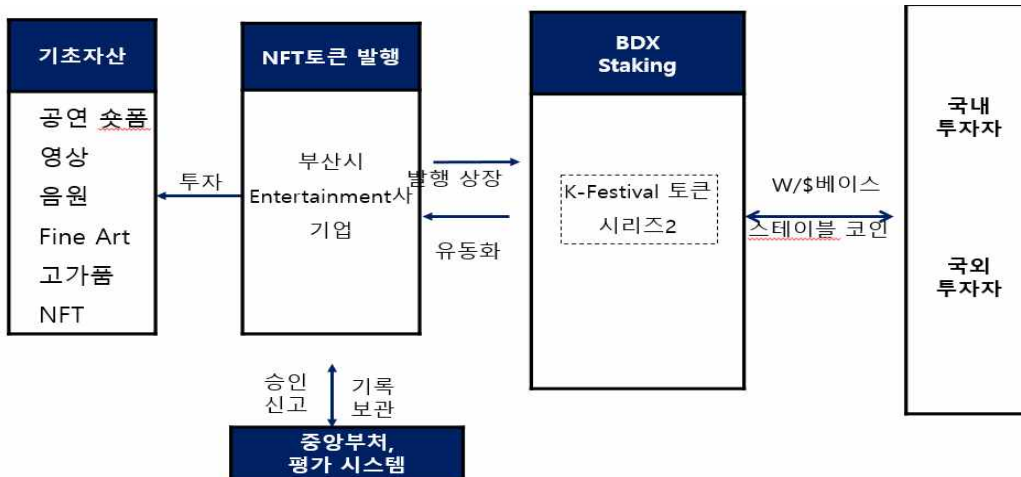 기초자산
공연 숏폼
영상
음원
Fine Art
고가품
NFT
투자
NFT토큰 발행
부산시
Entertainment사
기업
발행 상장
유동화
BDX
Staking
K-Festival 토큰
시리즈2
W/$베이스
스테이블 코인
국내
투자자
국외
투자자
승인
신고
기록
보관
중앙부처,
평가 시스템